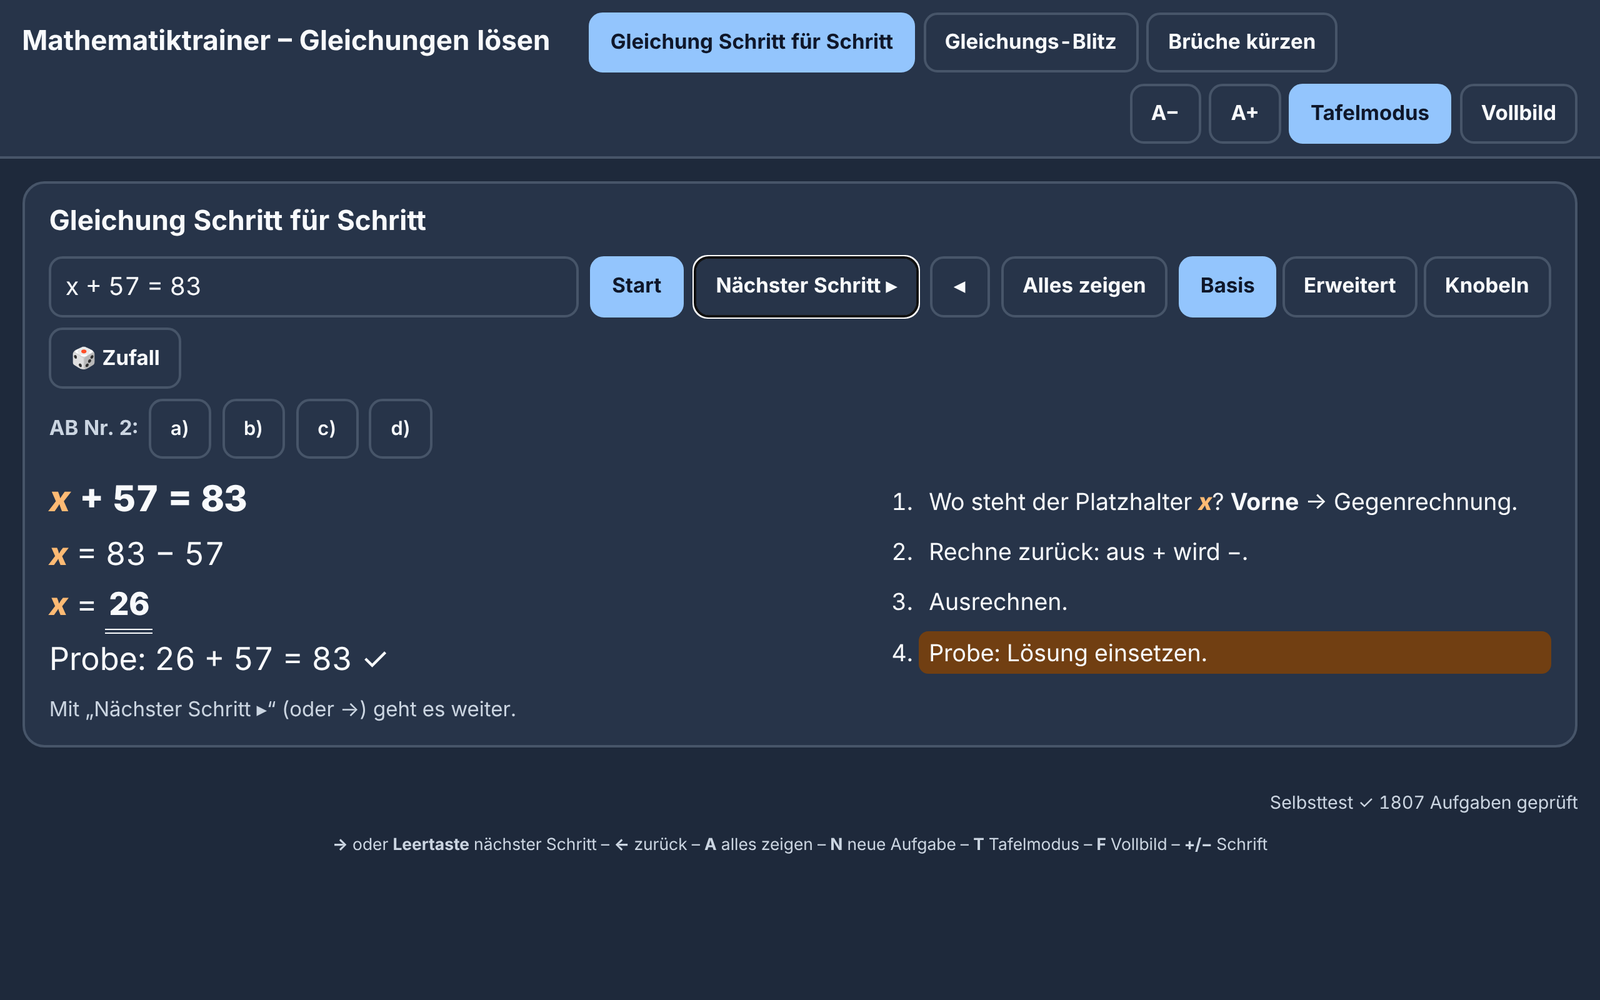 Mathematiktrainer – Gleichungen lösen
Gleichung Schritt für Schritt
Gleichungs-Blitz
Brüche kürzen
A−
A+
Tafelmodus
Vollbild
Gleichung Schritt für Schritt
x + 57 = 83
Start
Nächster Schritt ▸
◂
Alles zeigen
Basis
Erweitert
Knobeln
🎲 Zufall
AB Nr. 2:
a)
b)
c)
d)
x + 57 = 83
x = 83 − 57
x = 26
Probe: 26 + 57 = 83 ✓
Mit „Nächster Schritt ▸“ (oder →) geht es weiter.
1. Wo steht der Platzhalter x? Vorne → Gegenrechnung.
2. Rechne zurück: aus + wird −.
3. Ausrechnen.
4. Probe: Lösung einsetzen.
Selbsttest ✓ 1807 Aufgaben geprüft
→ oder Leertaste nächster Schritt – ← zurück – A alles zeigen – N neue Aufgabe – T Tafelmodus – F Vollbild – +/− Schrift